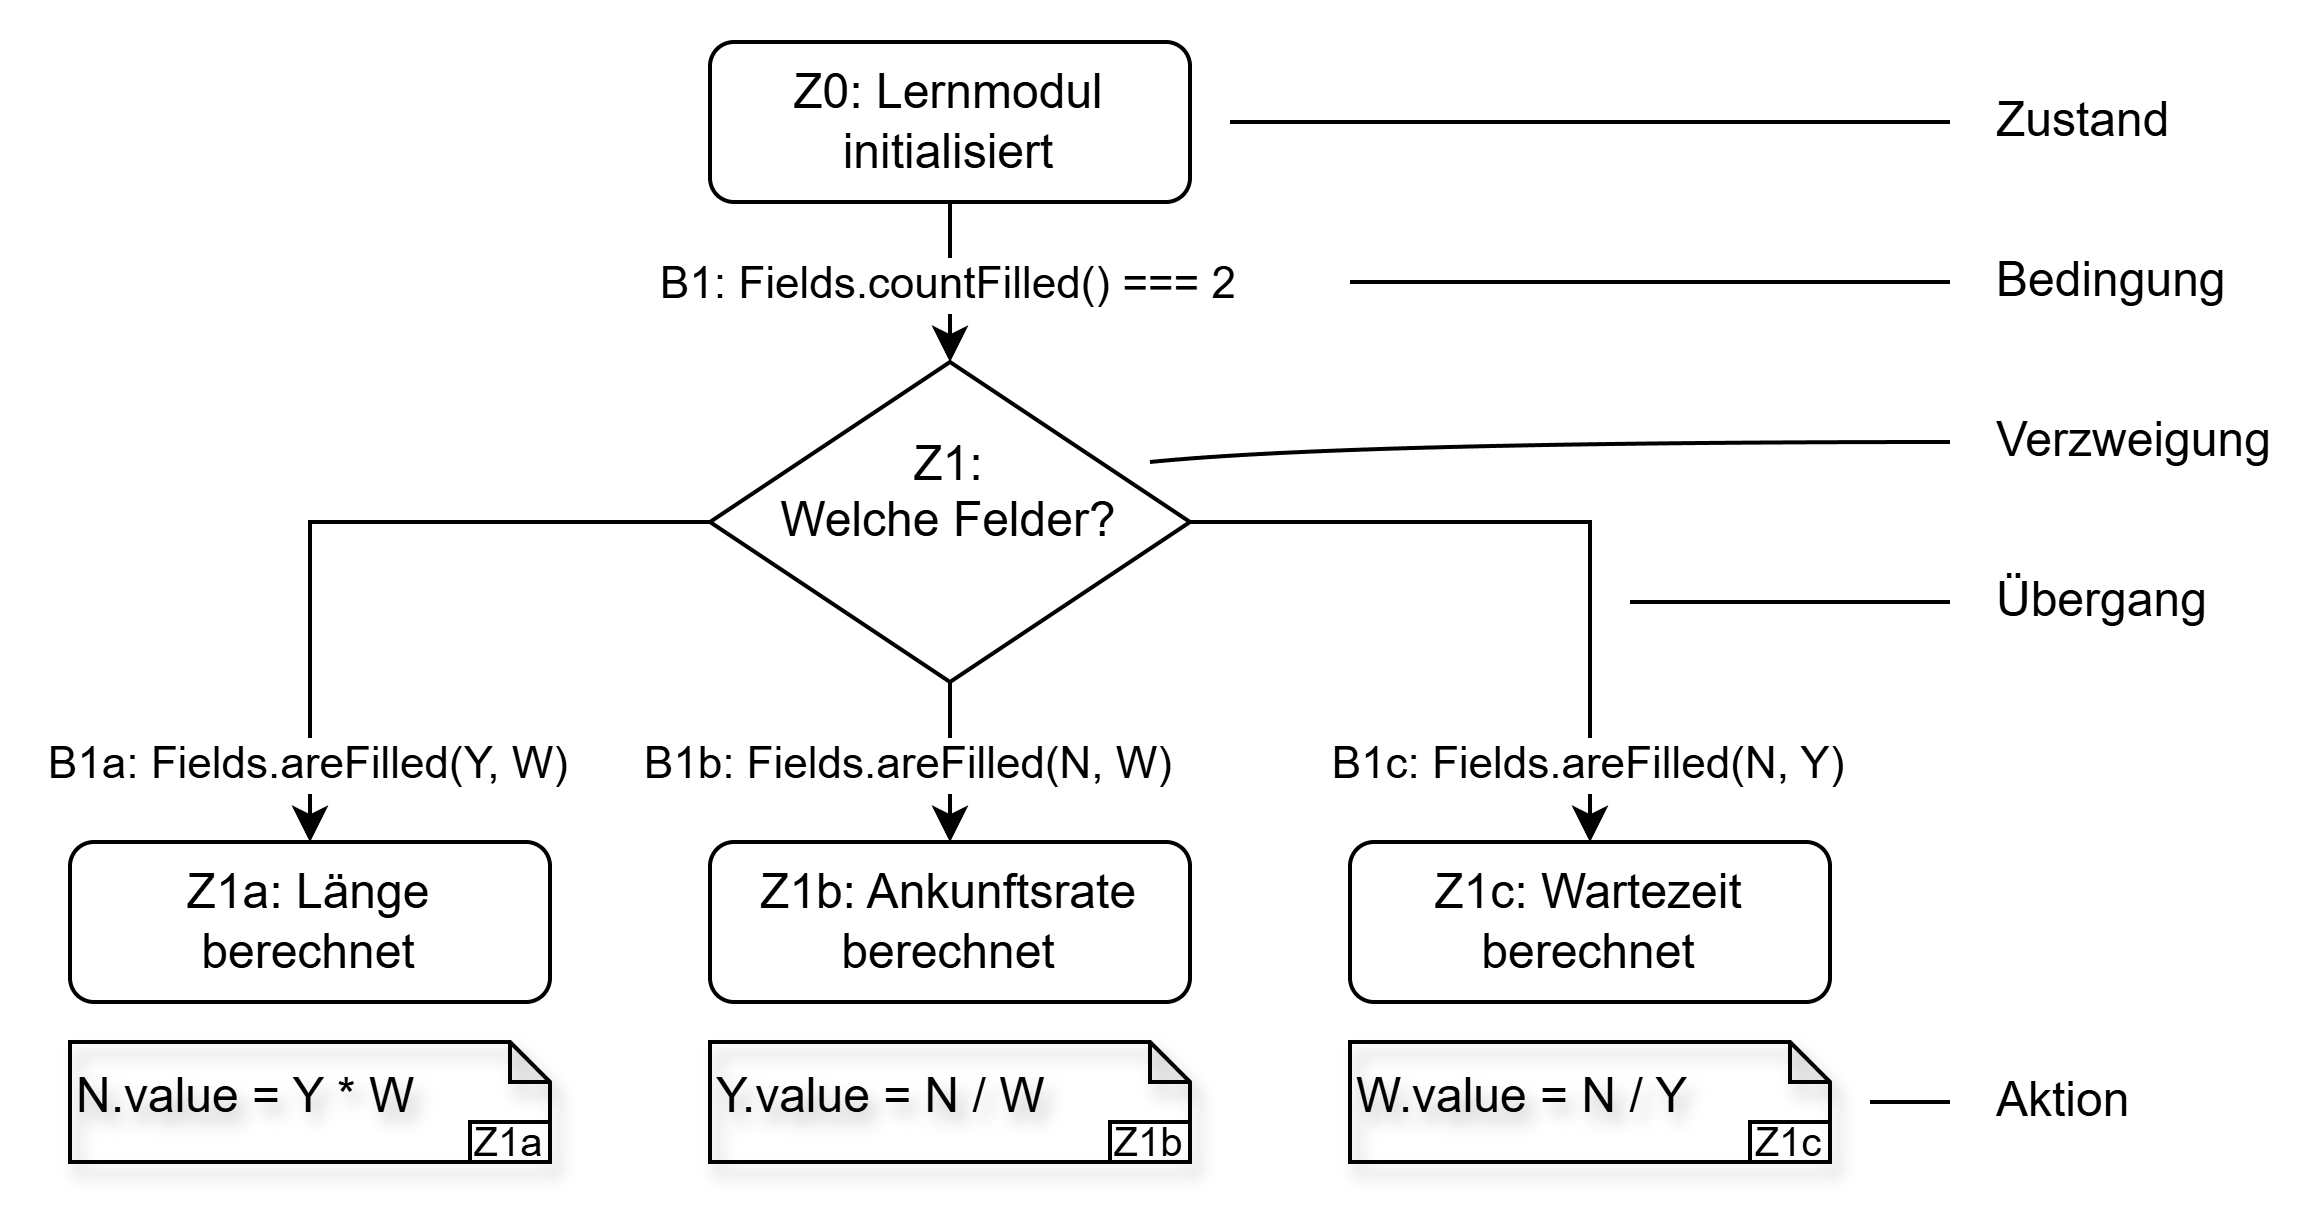 Z0: Lernmodul
initialisiert
Zustand
B1: Fields.countFilled() === 2
Bedingung
Z1:
Welche Felder?
Verzweigung
Übergang
B1a: Fields.areFilled(Y, W)
B1b: Fields.areFilled(N, W)
B1c: Fields.areFilled(N, Y)
Z1a: Länge
berechnet
Z1b: Ankunftsrate
berechnet
Z1c: Wartezeit
berechnet
N.value = Y * W
Z1a
Y.value = N / W
Z1b
W.value = N / Y
Z1c
Aktion